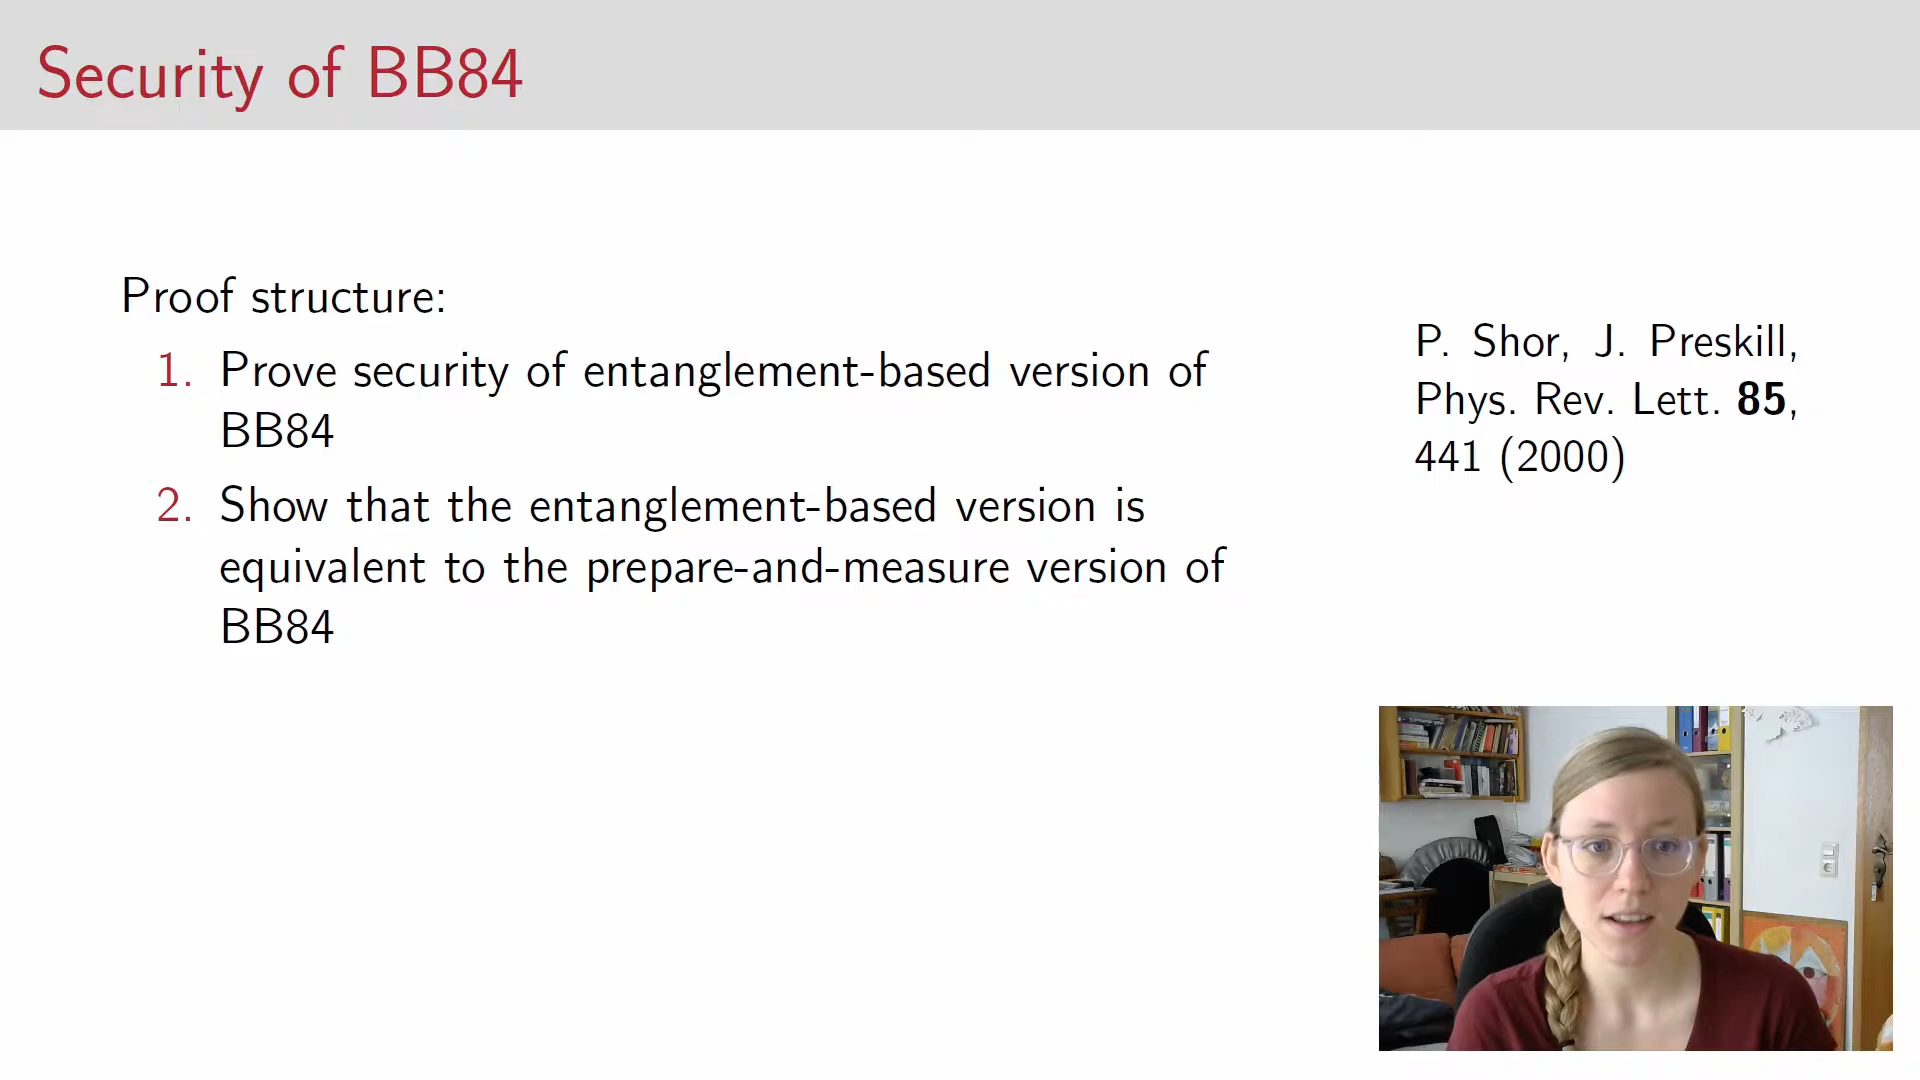 Security of BB84
Proof structure:
1. Prove security of entanglement-based version of
BB84
2. Show that the entanglement-based version is
equivalent to the prepare-and-measure version of
BB84
P. Shor, J. Preskill,
Phys. Rev. Lett. 85,
441 (2000)